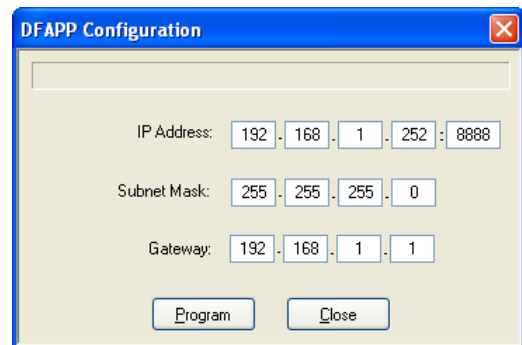 DFAPP Configuration
IP Address: 192 . 168 . 1 . 252 : 8888
Subnet Mask: 255 . 255 . 255 . 0
Gateway: 192 . 168 . 1 . 1
Program Close